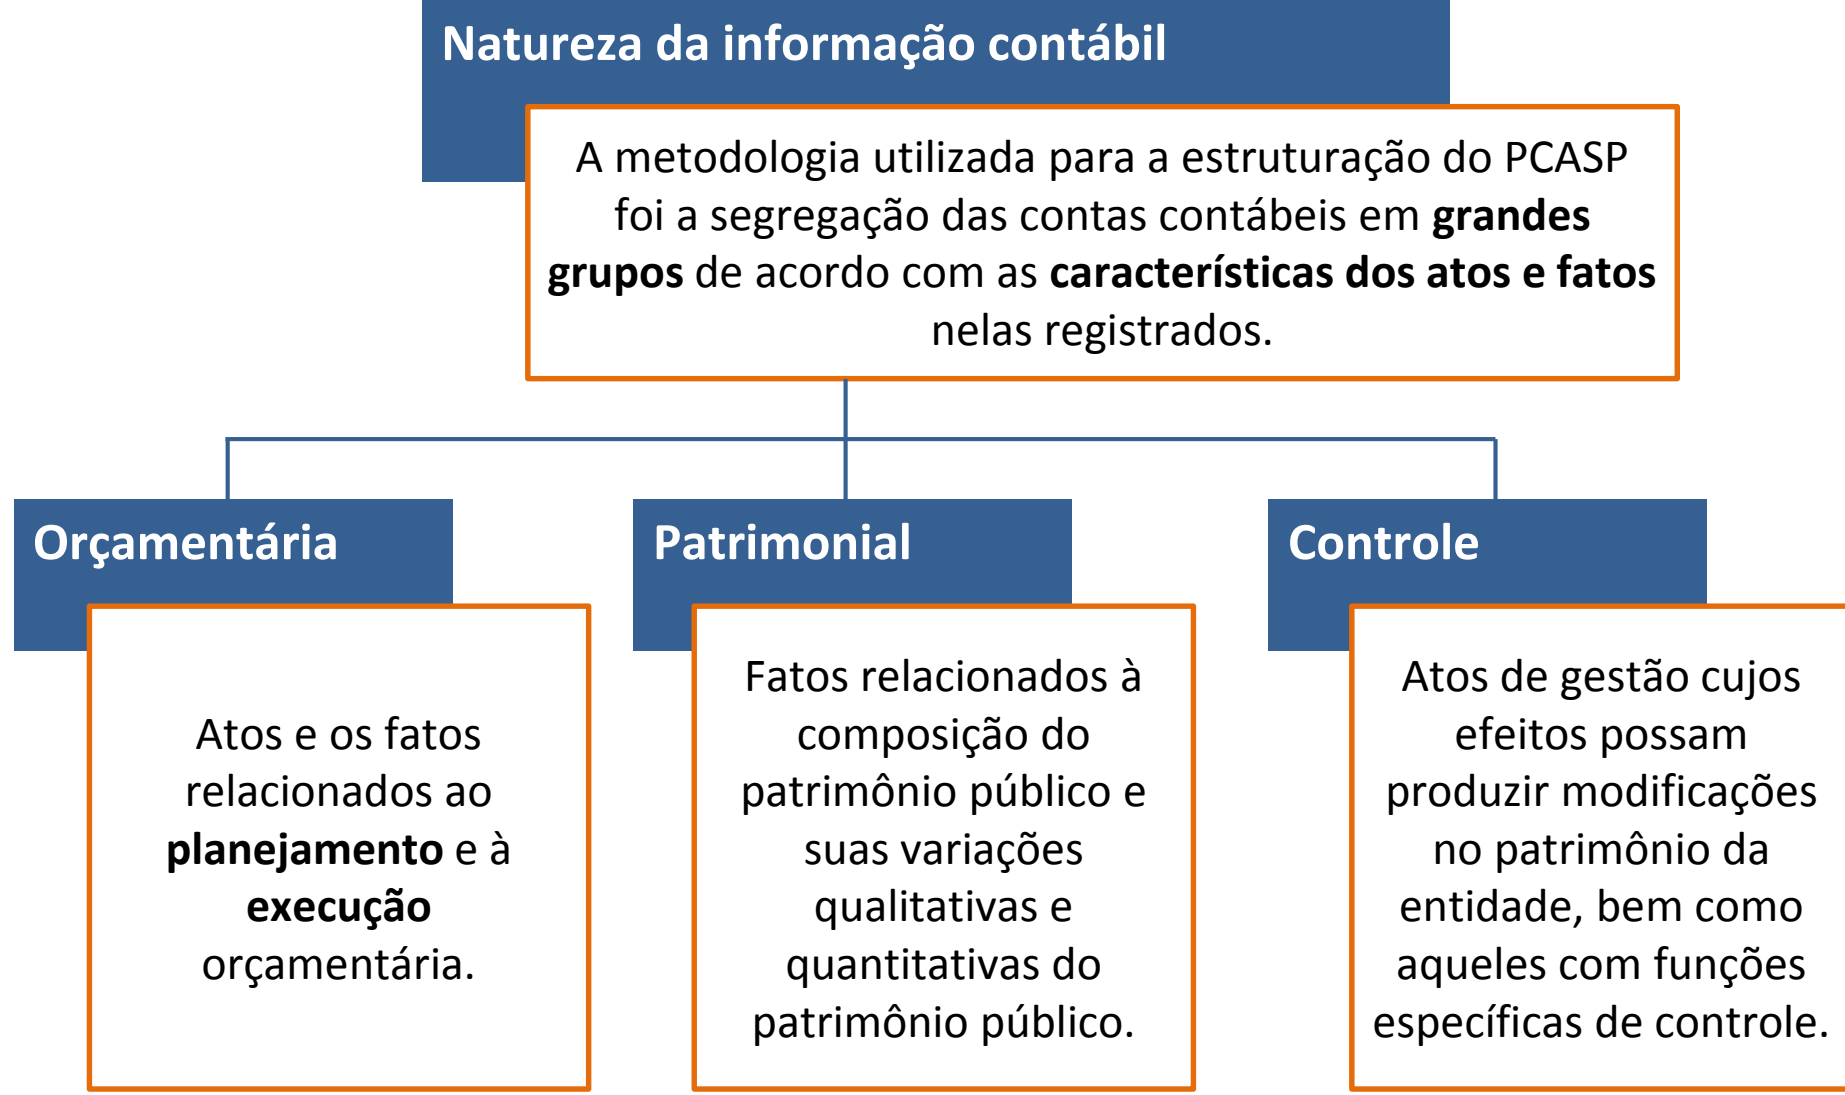 Natureza da informação contábil
A metodologia utilizada para a estruturação do PCASP
foi a segregação das contas contábeis em grandes
grupos de acordo com as características dos atos e fatos
nelas registrados.
Orçamentária
Atos e os fatos
relacionados ao
planejamento e à
execução
orçamentária.
Patrimonial
Fatos relacionados à
composição do
patrimônio público e
suas variações
qualitativas e
quantitativas do
patrimônio público.
Controle
Atos de gestão cujos
efeitos possam
produzir modificações
no patrimônio da
entidade, bem como
aqueles com funções
específicas de controle.